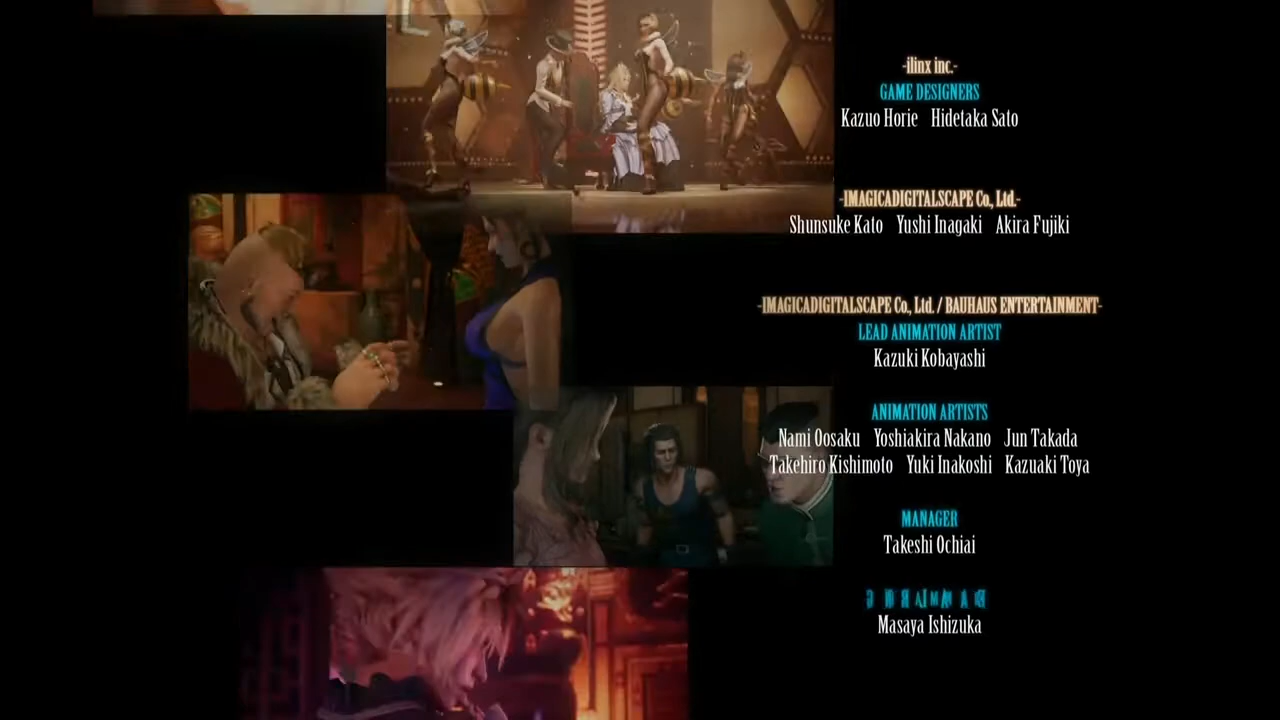 -ilinx inc.-
GAME DESIGNERS
Kazuo Horie Hidetaka Sato
-IMAGICADIGITALSCAPE Co., Ltd.-
Shunsuke Kato Yushi Inagaki Akira Fujiki
-IMAGICADIGITALSCAPE Co., Ltd. / BAUHAUS ENTERTAINMENT-
LEAD ANIMATION ARTIST
Kazuki Kobayashi
ANIMATION ARTISTS
Nami Oosaku Yoshiakira Nakano Jun Takada
Takehiro Kishimoto Yuki Inakoshi Kazuaki Toya
MANAGER
Takeshi Ochiai
Masaya Ishizuka